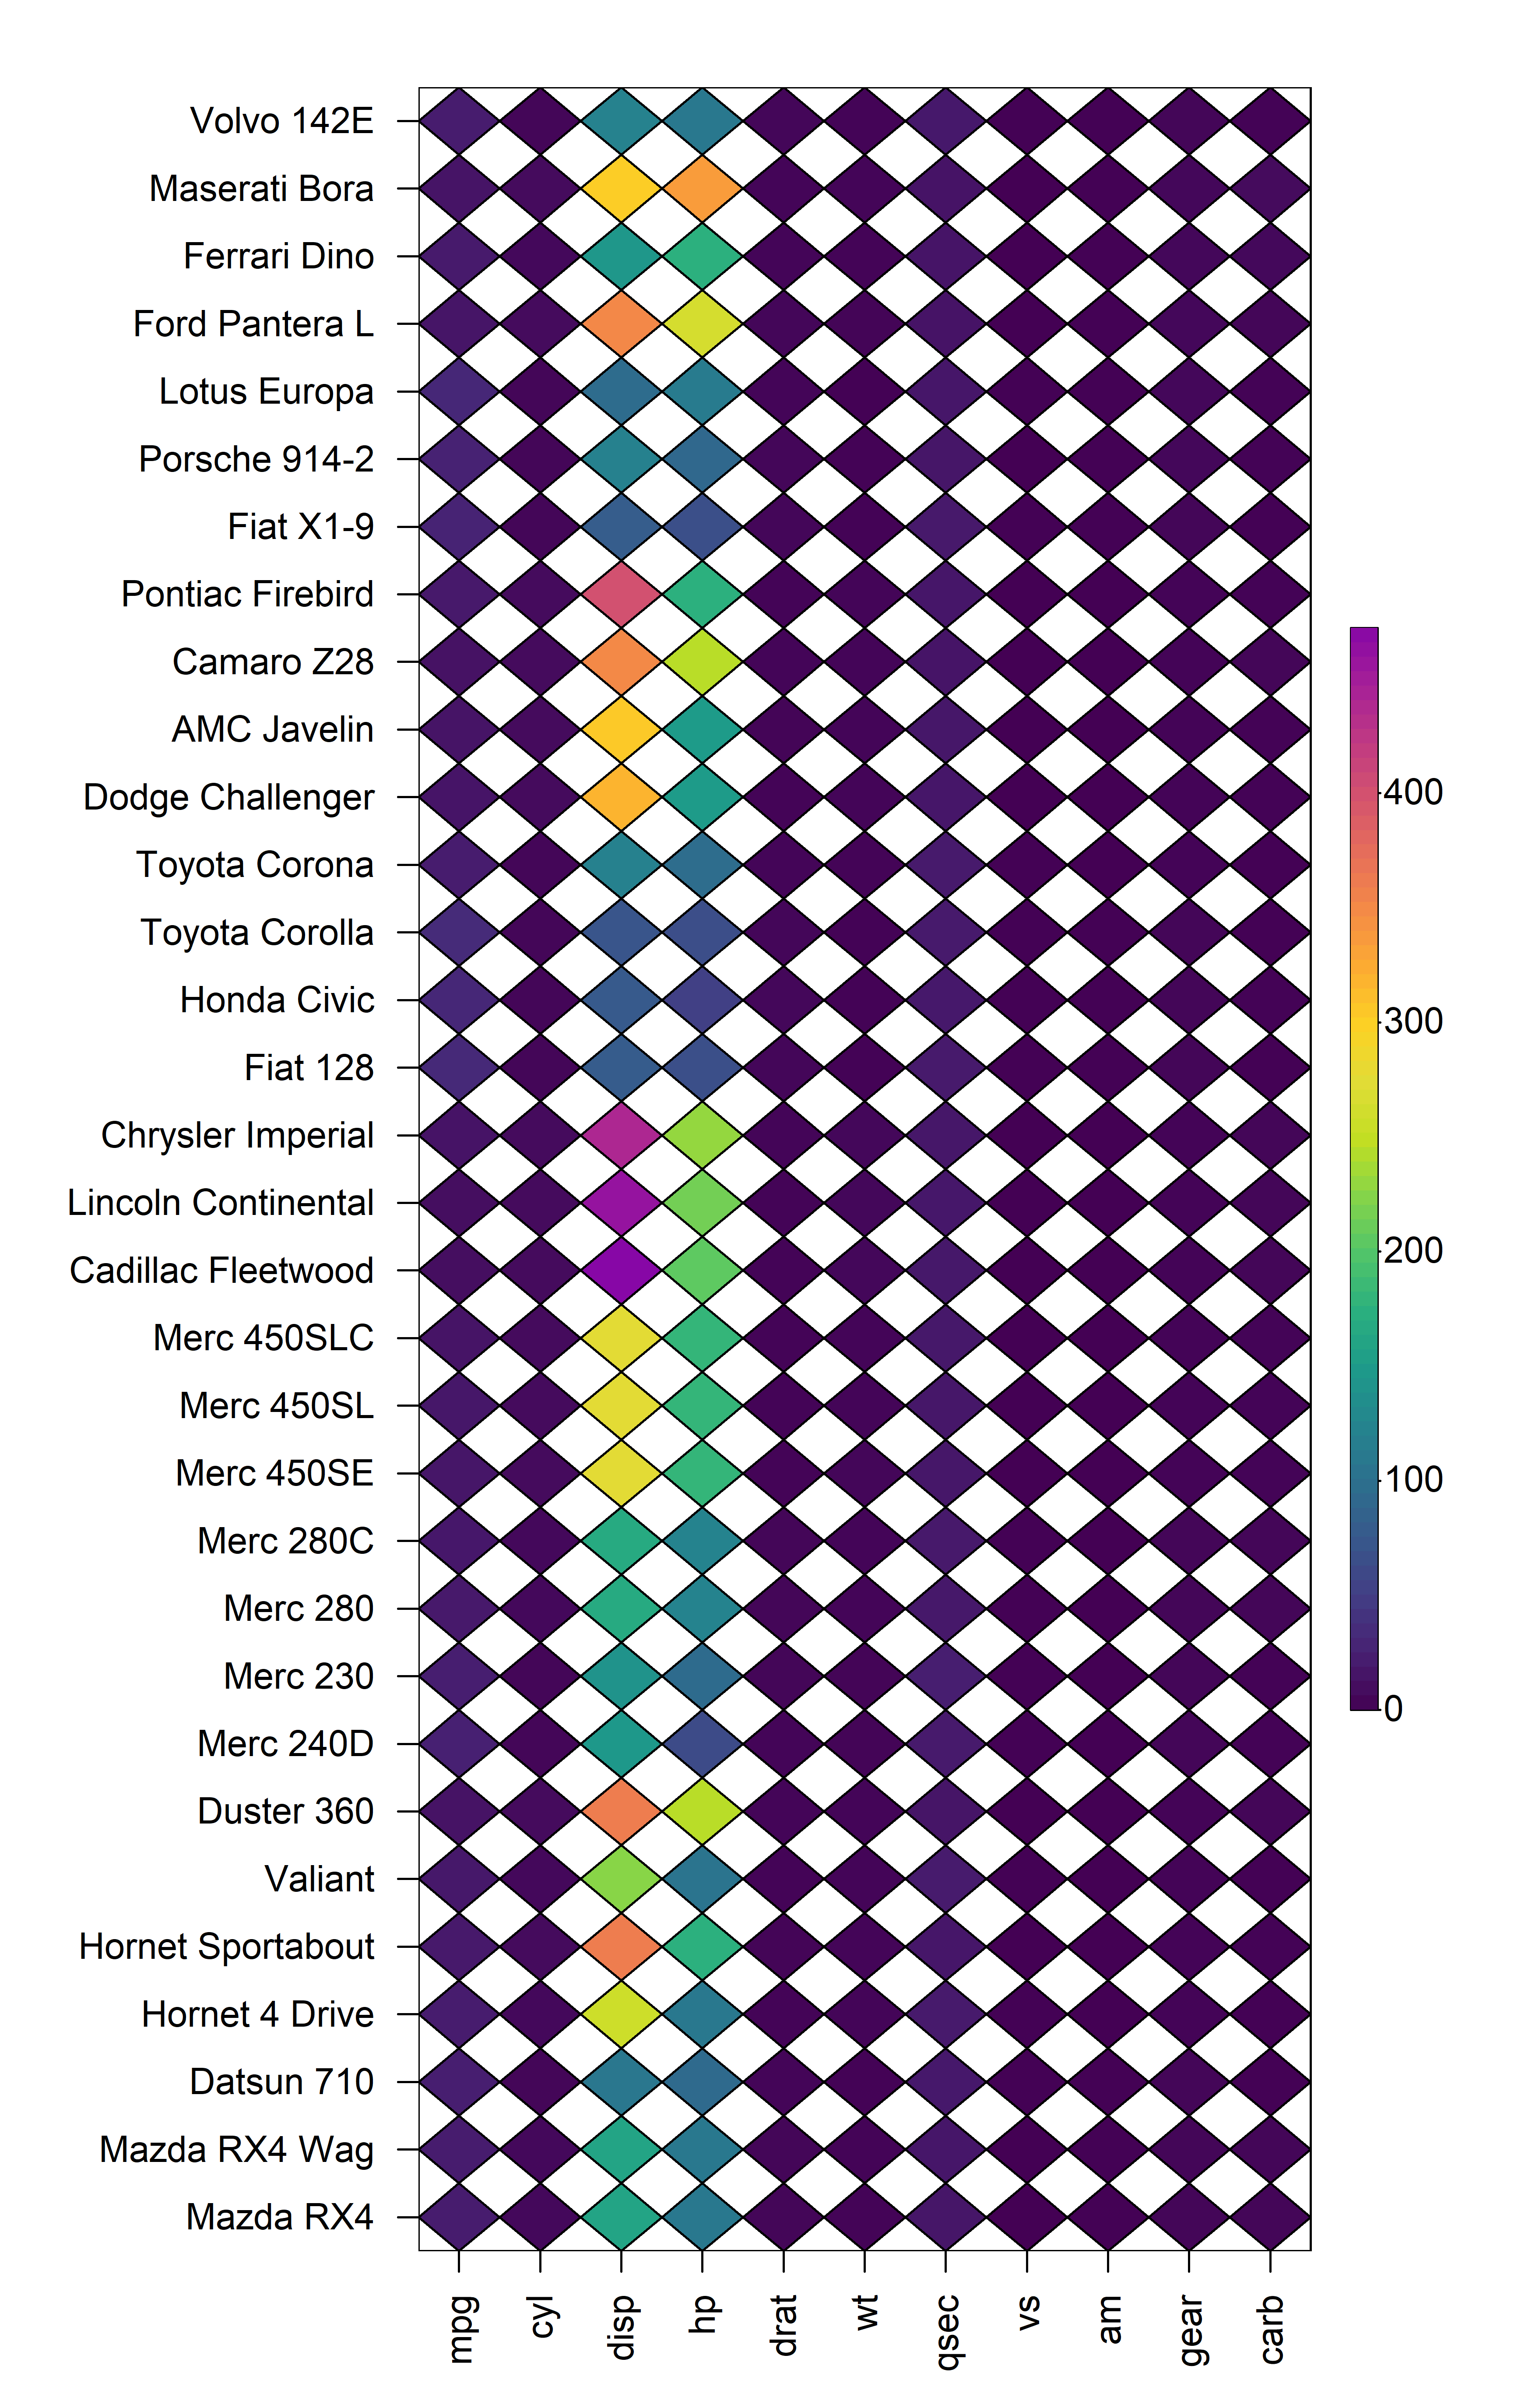 Volvo 142E
Maserati Bora
Ferrari Dino
Ford Pantera L
Lotus Europa
Porsche 914-2
Fiat X1-9
Pontiac Firebird
Camaro Z28
AMC Javelin
Dodge Challenger
Toyota Corona
Toyota Corolla
Honda Civic
Fiat 128
Chrysler Imperial
Lincoln Continental
Cadillac Fleetwood
Merc 450SLC
Merc 450SL
Merc 450SE
Merc 280C
Merc 280
Merc 230
Merc 240D
Duster 360
Valiant
Hornet Sportabout
Hornet 4 Drive
Datsun 710
Mazda RX4 Wag
Mazda RX4
mpg
cyl
disp
hp
drat
wt
qsec
vs
am
gear
carb
400
300
200
100
0